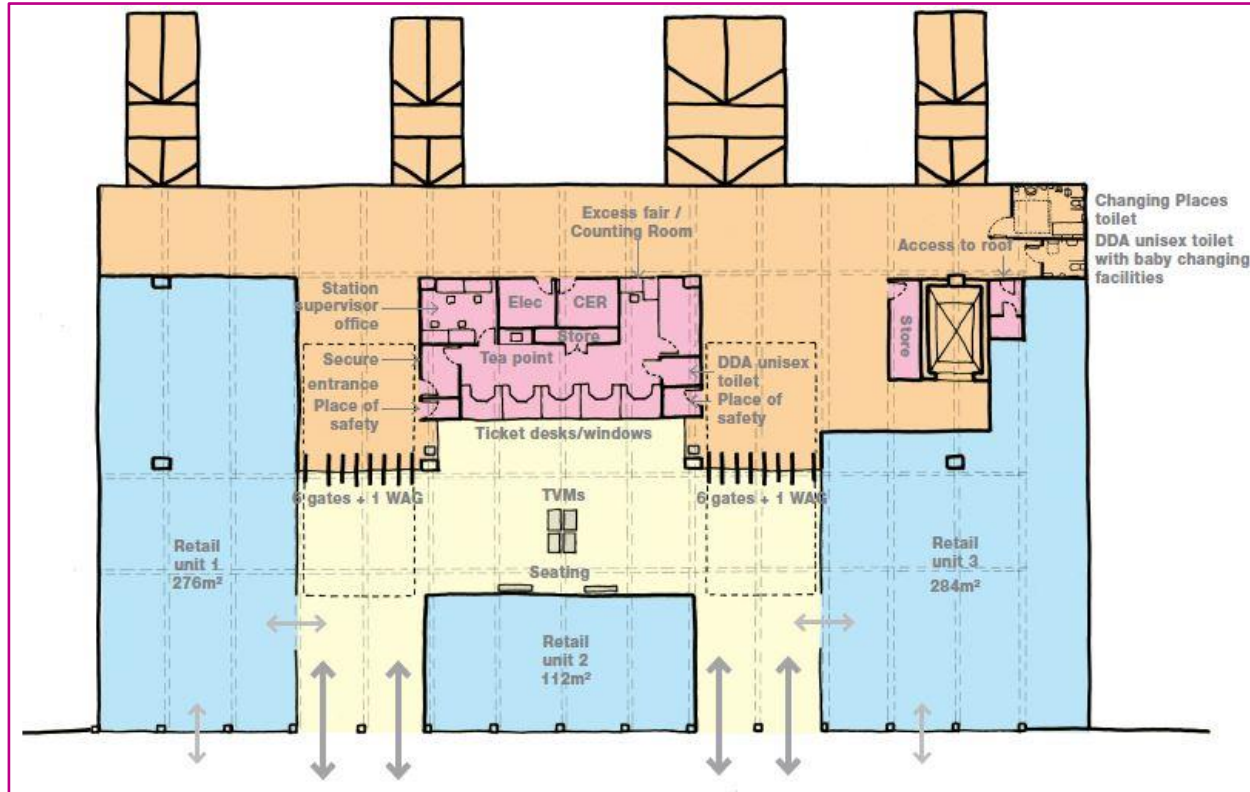 Changing Places
toilet
DDA unisex toilet
with baby changing
facilities
Excess fair /
Counting Room
Access to roof
Station
supervisor
office
Elec
CER
Store
Store
Secure
entrance
Tea point
DDA unisex
toilet
Place of
safety
Place of
safety
Ticket desks/windows
6 gates + 1 WAG
TVMs
6 gates + 1 WAG
Retail
unit 1
276m²
Seating
Retail
unit 3
284m²
Retail
unit 2
112m²